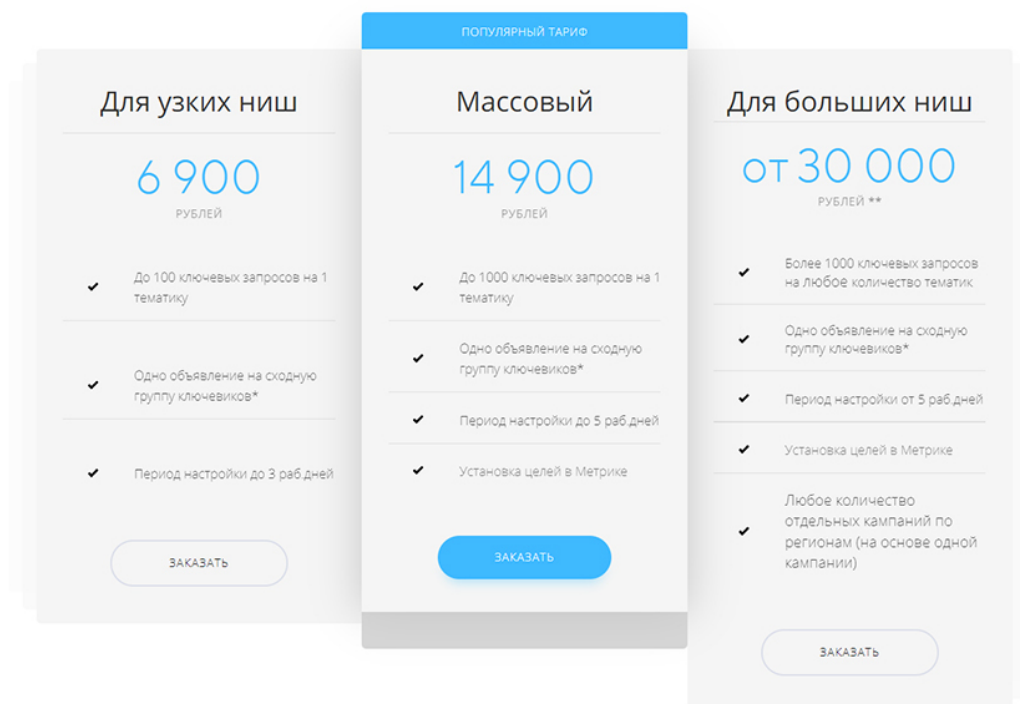 ПОПУЛЯРНЫЙ ТАРИФ
Для узких ниш
6 900
РУБЛЕЙ
До 100 ключевых запросов на 1
тематику
Одно объявление на сходную
группу ключевиков*
Период настройки до 3 раб.дней
ЗАКАЗАТЬ
Массовый
14 900
РУБЛЕЙ
До 1000 ключевых запросов на 1
тематику
Одно объявление на сходную
группу ключевиков*
Период настройки до 5 раб.дней
Установка целей в Метрике
ЗАКАЗАТЬ
Для больших ниш
от 30 000
РУБЛЕЙ **
Более 1000 ключевых запросов
на любое количество тематик
Одно объявление на сходную
группу ключевиков*
Период настройки от 5 раб.дней
Установка целей в Метрике
Любое количество
отдельных кампаний по
регионам (на основе одной
кампании)
ЗАКАЗАТЬ